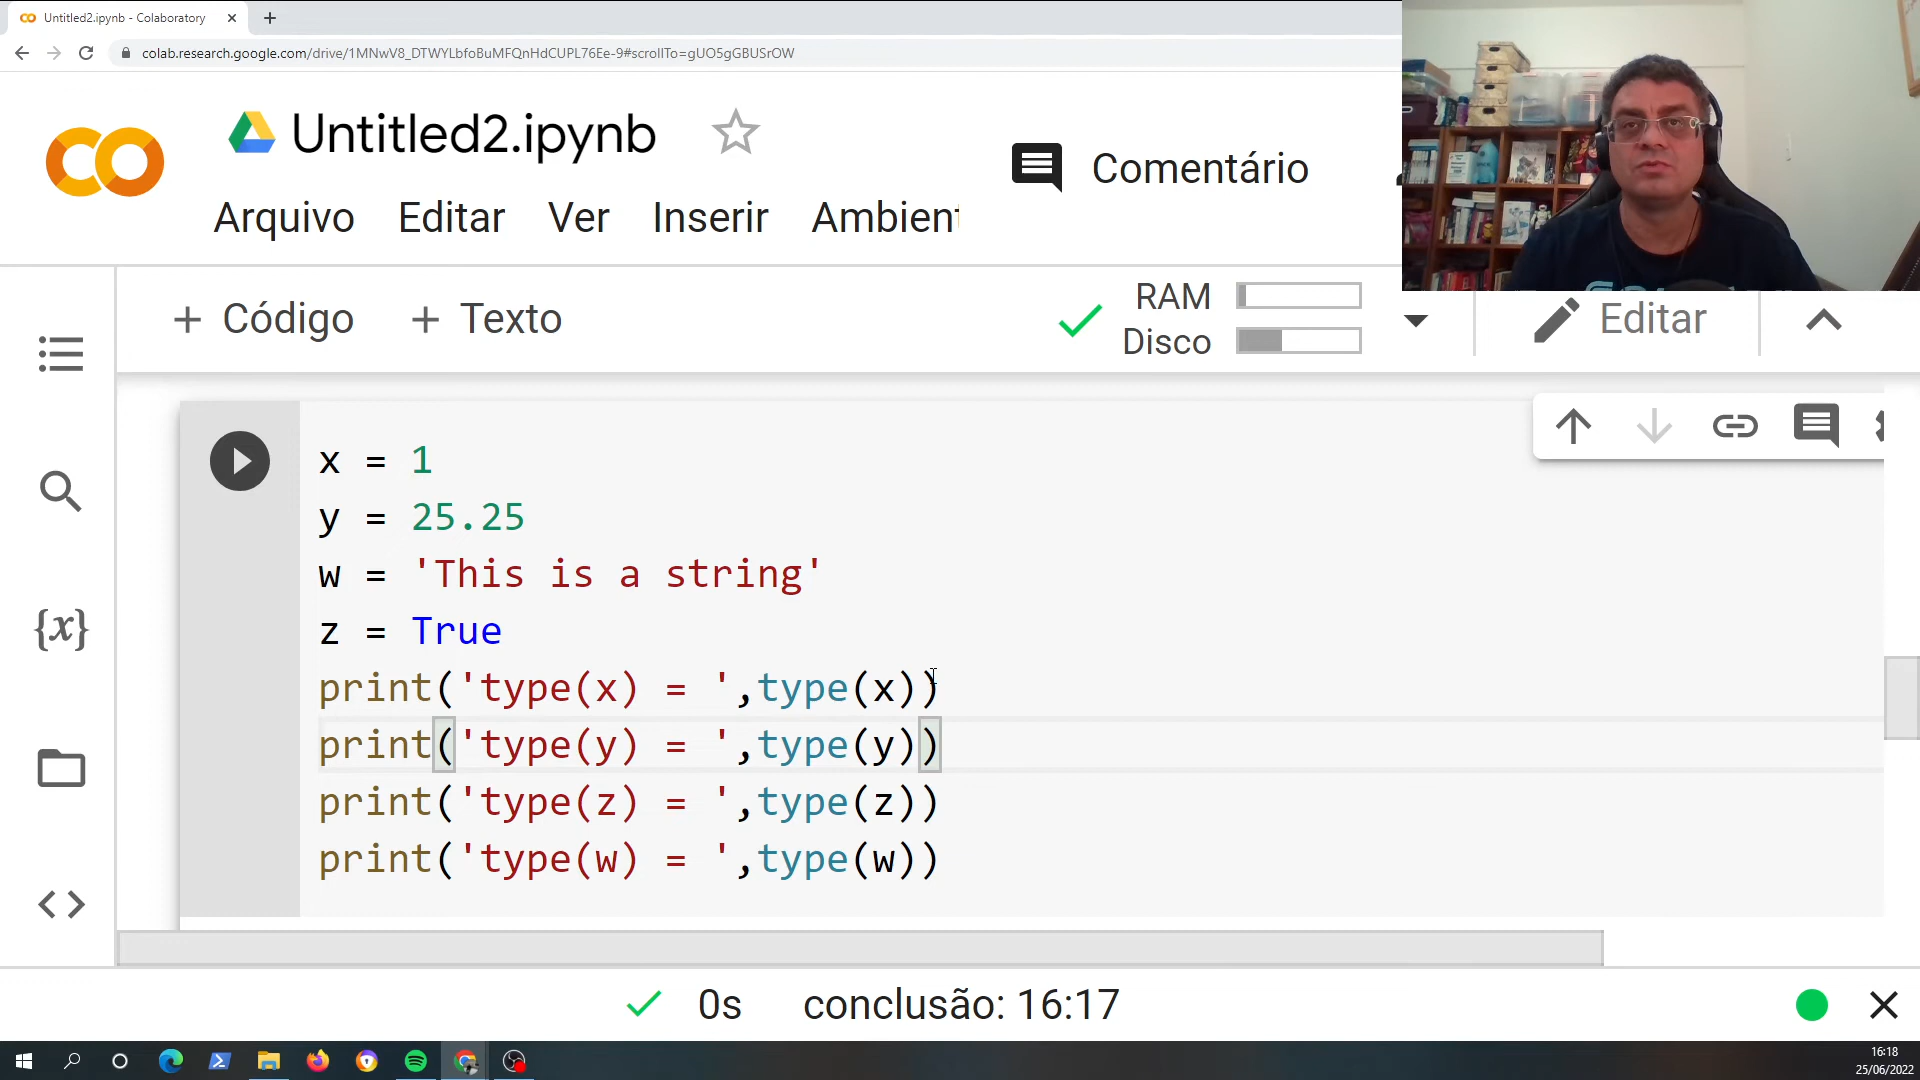 Untitled2.ipynb - Colaboratory
colab.research.google.com/drive/1MNwV8_DTWYLbfoBuMFQnHdCUPL76Ee-9#scrollTo=gUO5gGBUSrOW
Untitled2.ipynb
Comentário
Arquivo Editar Ver Inserir Ambient
+ Código + Texto
RAM
Disco
Editar
x = 1
y = 25.25
w = 'This is a string'
z = True
print('type(x) = ',type(x))
print('type(y) = ',type(y))
print('type(z) = ',type(z))
print('type(w) = ',type(w))
{x}
0s conclusão: 16:17
16:18
25/06/2022